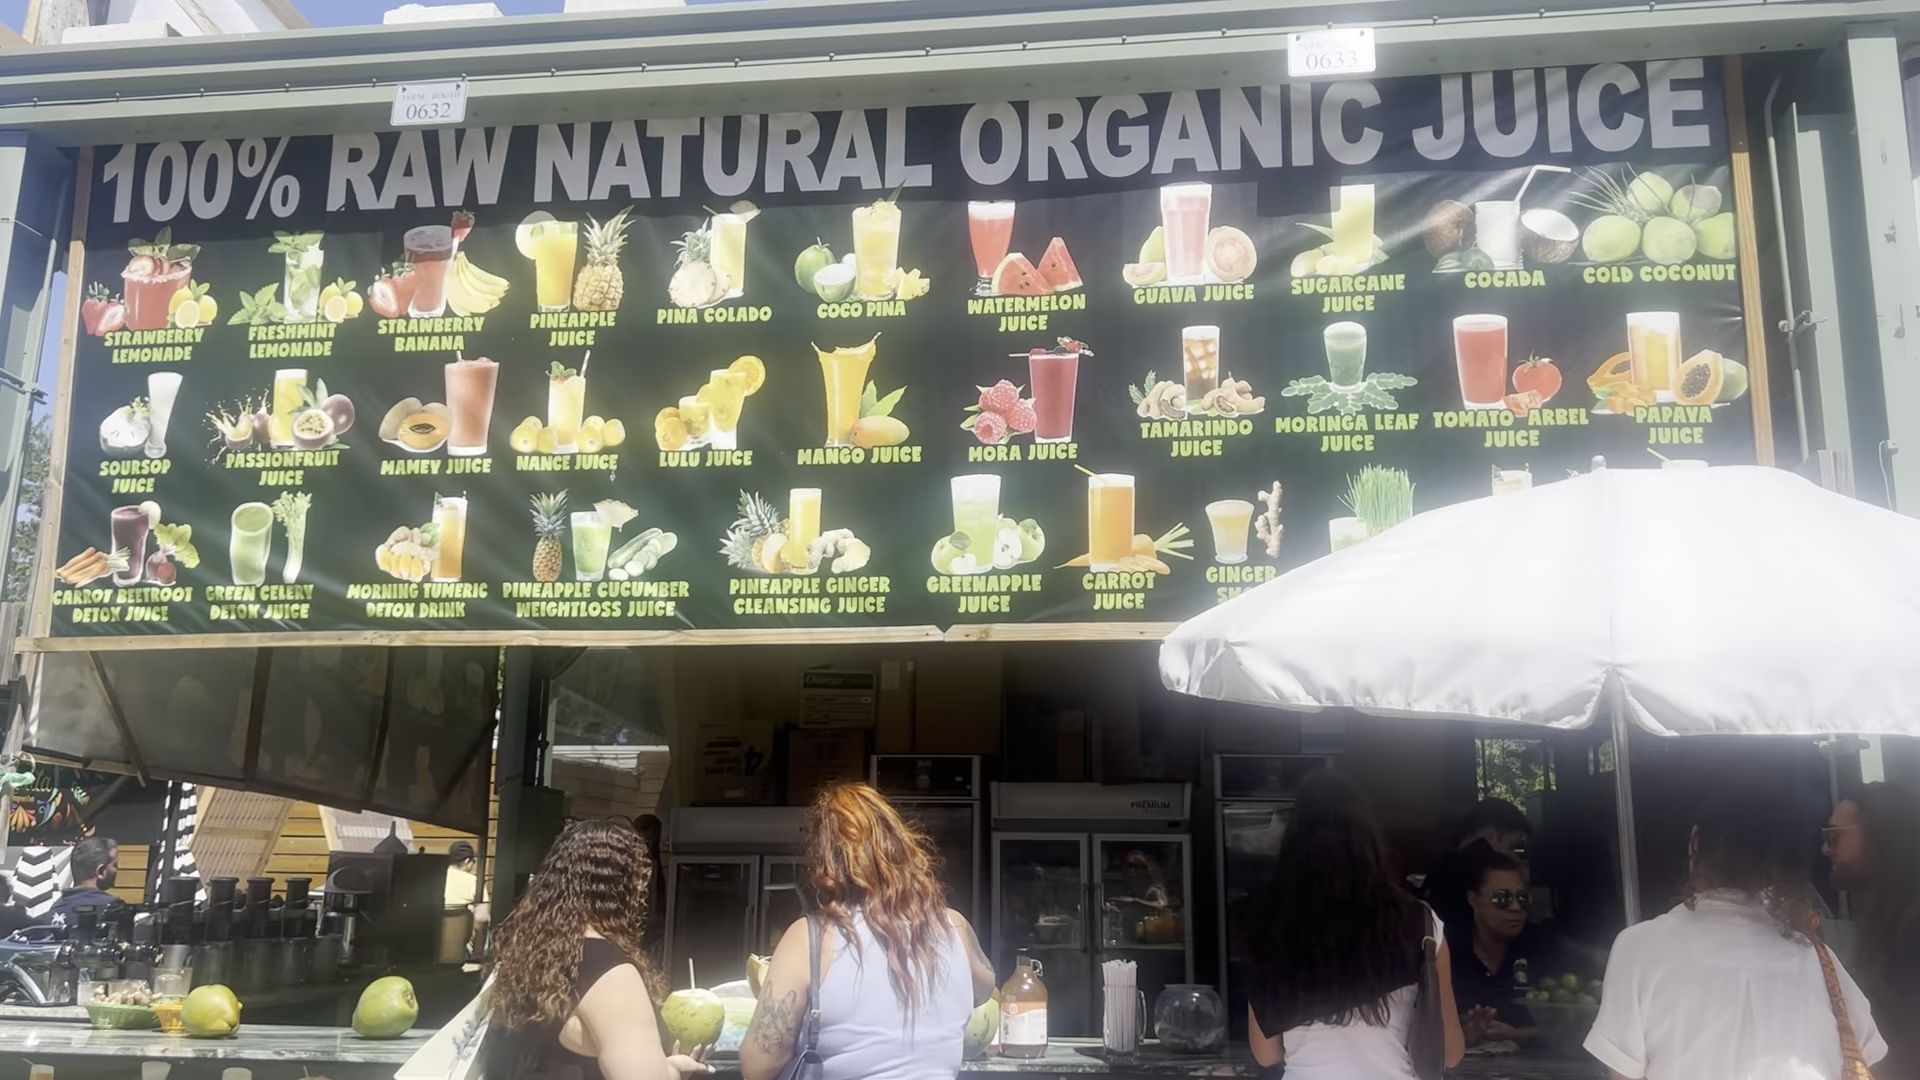 0632
0633
100% RAW NATURAL ORGANIC JUICE
STRAWBERRY
LEMONADE
FRESHMINT
LEMONADE
STRAWBERRY
BANANA
PINEAPPLE
JUICE
PINA COLADO
COCO PINA
WATERMELON
JUICE
GUAVA JUICE
SUGARCANE
JUICE
COCADA
COLD COCONUT
SOURSOP
JUICE
PASSIONFRUIT
JUICE
MAMEY JUICE
NANCE JUICE
LULU JUICE
MANGO JUICE
MORA JUICE
TAMARINDO
JUICE
MORINGA LEAF
JUICE
TOMATO ARBEL
JUICE
PAPAYA
JUICE
CARROT BEETROOT
DETOX JUICE
GREEN CELERY
DETOX JUICE
MORNING TUMERIC
DETOX DRINK
PINEAPPLE CUCUMBER
WEIGHTLOSS JUICE
PINEAPPLE GINGER
CLEANSING JUICE
GREENAPPLE
JUICE
CARROT
JUICE
GINGER
PREMIUM